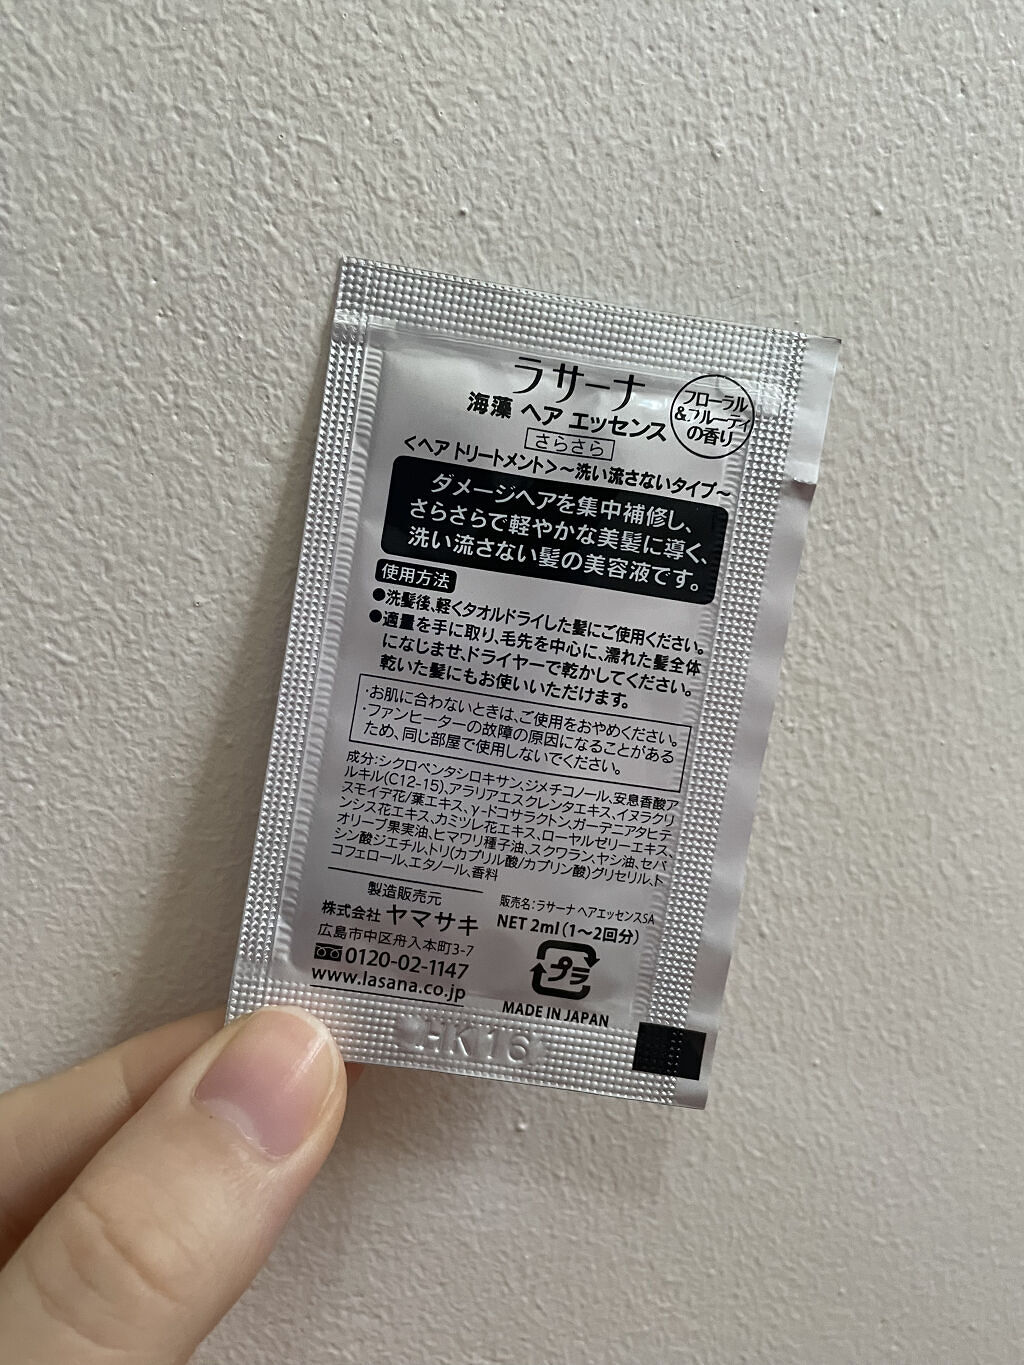 ラサーナ
海藻 ヘア エッセンス
さらさら
フローラル
&フルーティ
の香り
<ヘア トリートメント>~洗い流さないタイプ~
ダメージヘアを集中補修し、
さらさらで軽やかな美髪に導く、
洗い流さない髪の美容液です。
使用方法
●洗髪後、軽くタオルドライした髪にご使用ください。
●適量を手に取り、毛先を中心に、濡れた髪全体
になじませ、ドライヤーで乾かしてください。
乾いた髪にもお使いいただけます。
・お肌に合わないときは、ご使用をおやめください。
・ファンヒーターの故障の原因になることがある
ため、同じ部屋で使用しないでください。
成分:シクロペンタシロキサン、ジメチコノール、安息香酸ア
ルキル(C12-15)、アラリアエスクレンタエキス、イヌラクリ
スモイデ花/葉エキス、γ-ドコサラクトン、ガーデニアタヒテ
ンシス花エキス、カミツレ花エキス、ローヤルゼリーエキス、
オリーブ果実油、ヒマワリ種子油、スクワラン、ヤシ油、セバ
シン酸ジエチル、トリ(カプリル酸/カプリン酸)グリセリル、ト
コフェロール、エタノール、香料
製造販売元
株式会社 ヤマサキ
広島市中区舟入本町3-7
0120-02-1147
www.lasana.co.jp
販売名:ラサーナ ヘアエッセンスSA
NET 2ml(1~2回分)
プラ
MADE IN JAPAN
HK16